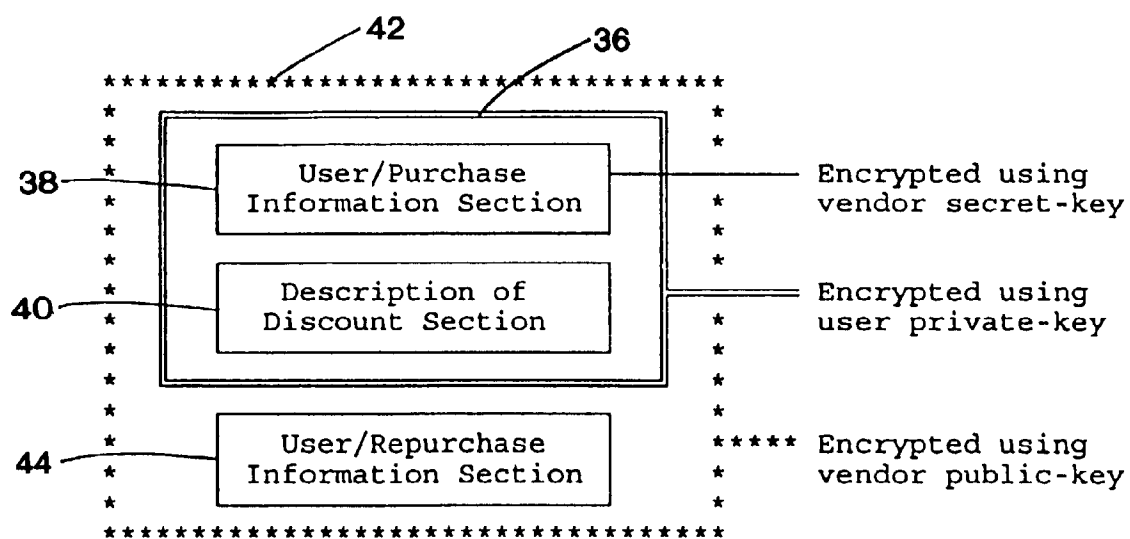 42
36
38
User/Purchase
Information Section
Encrypted using
vendor secret-key
40
Description of
Discount Section
Encrypted using
user private-key
44
User/Repurchase
Information Section
***** Encrypted using
vendor public-key